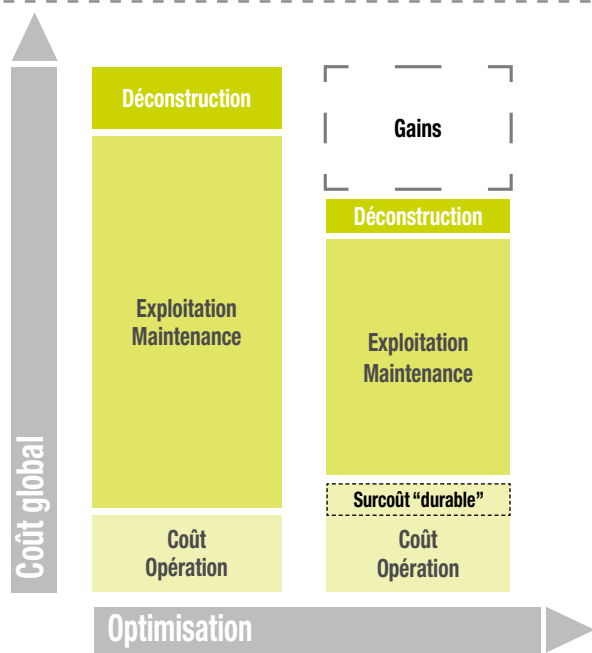 Déconstruction
Gains
Déconstruction
Exploitation
Maintenance
Exploitation
Maintenance
Surcoût “durable”
Coût
Opération
Coût
Opération
Coût global
Optimisation